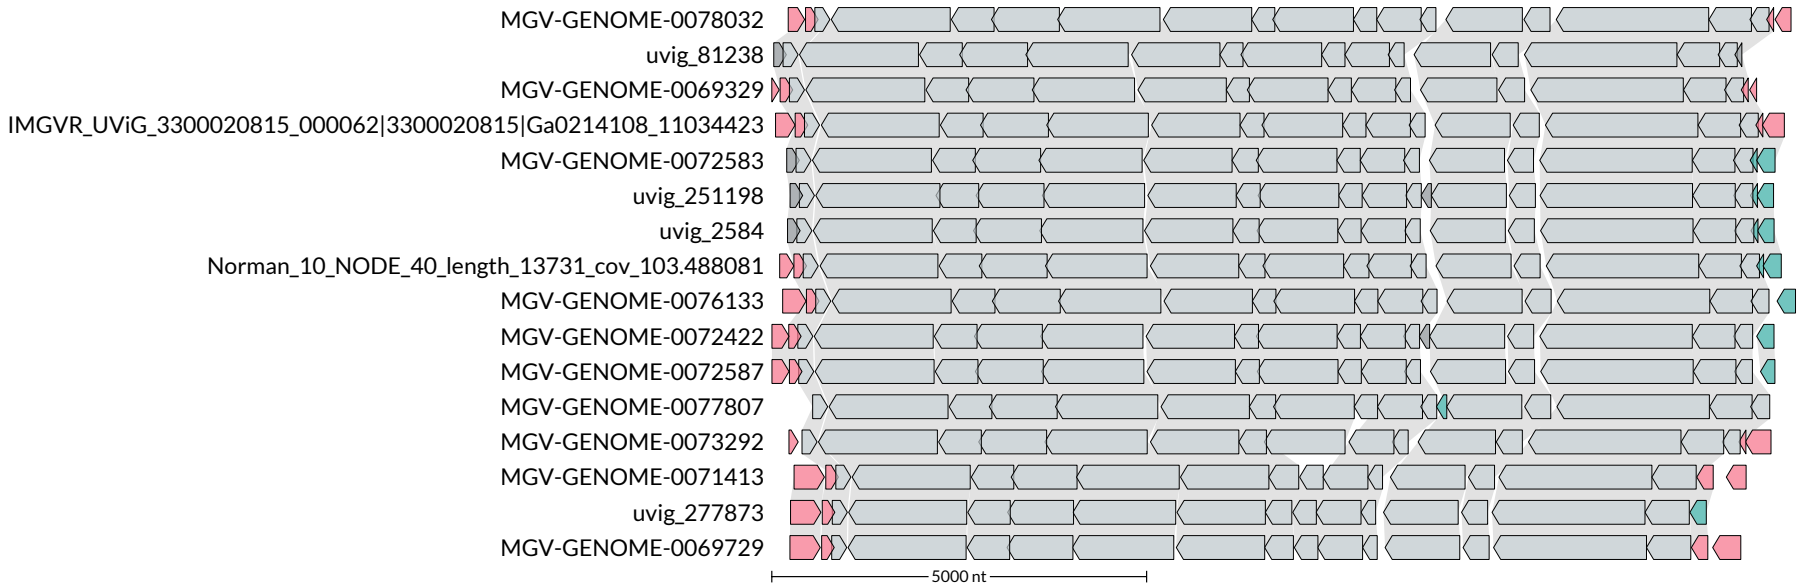 MGV-GENOME-0078032
uvig_81238
MGV-GENOME-0069329
IMGVR_UViG_3300020815_000062|3300020815|Ga0214108_11034423
MGV-GENOME-0072583
uvig_251198
uvig_2584
Norman_10_NODE_40_length_13731_cov_103.488081
MGV-GENOME-0076133
MGV-GENOME-0072422
MGV-GENOME-0072587
MGV-GENOME-0077807
MGV-GENOME-0073292
MGV-GENOME-0071413
uvig_277873
MGV-GENOME-0069729
5000 nt